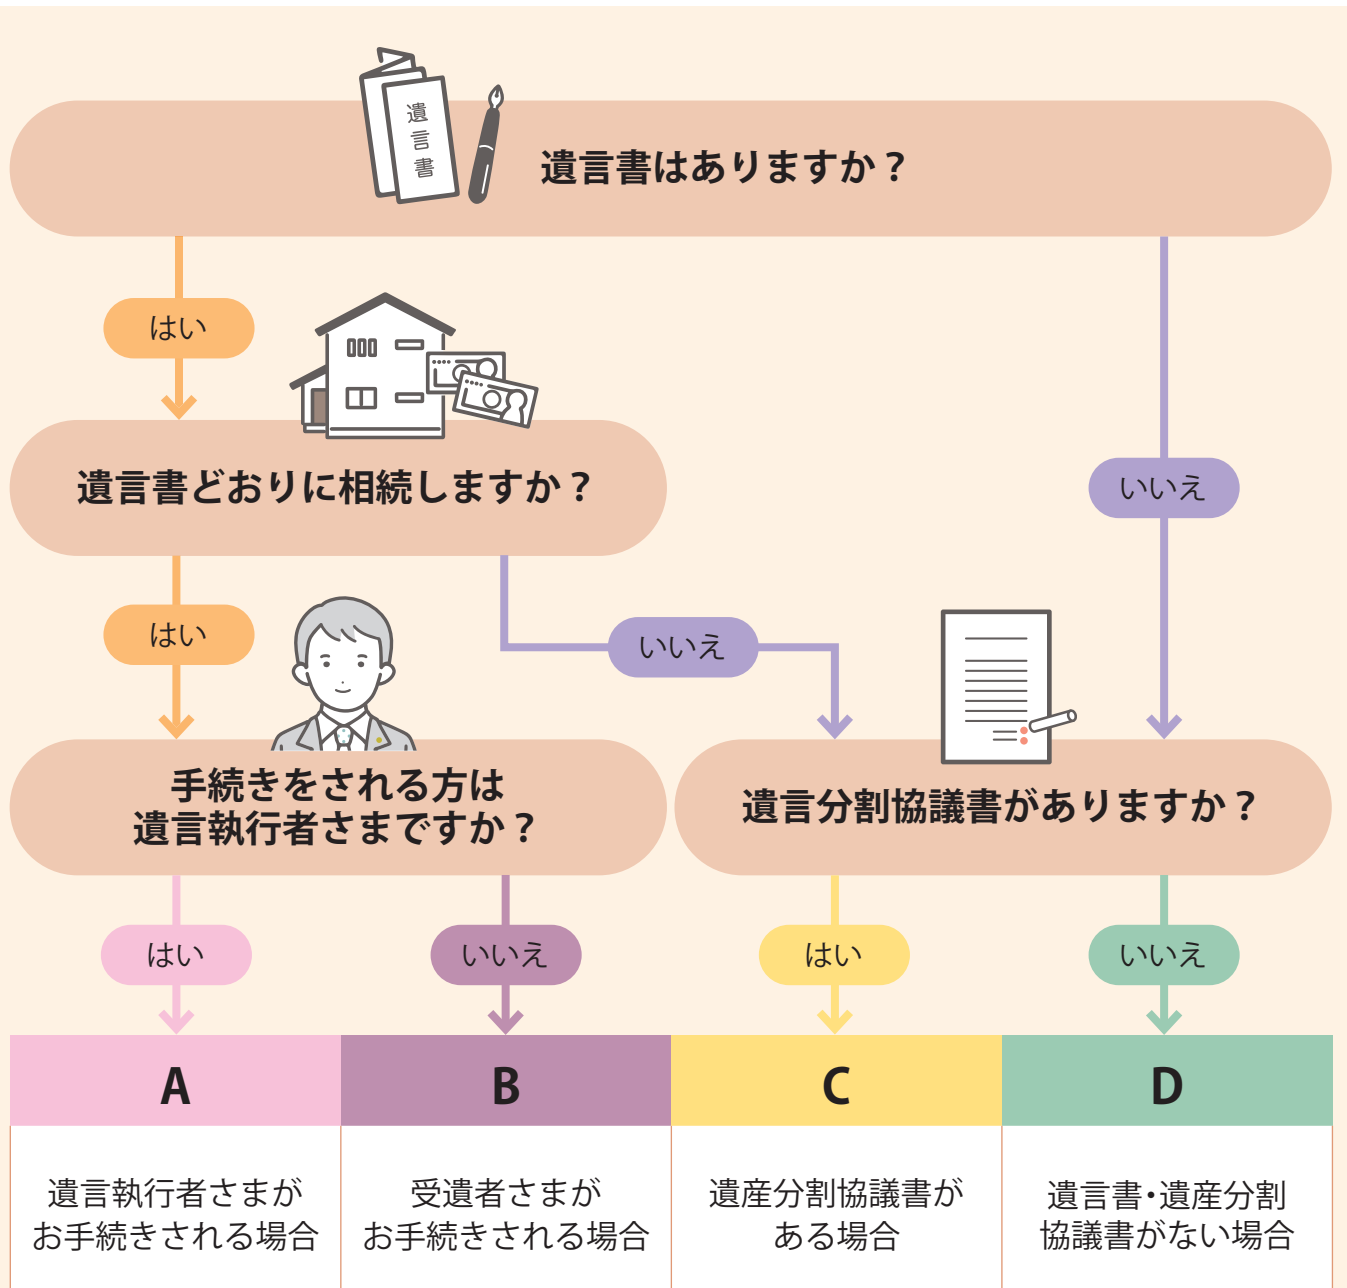 遺言書
遺言書はありますか？
はい
いいえ
遺言書どおりに相続しますか？
はい
いいえ
手続きをされる方は
遺言執行者さまですか？
遺言分割協議書がありますか？
はい
いいえ
はい
いいえ
A
B
C
D
遺言執行者さまが
お手続きされる場合
受遺者さまが
お手続きされる場合
遺産分割協議書が
ある場合
遺言書・遺産分割
協議書がない場合